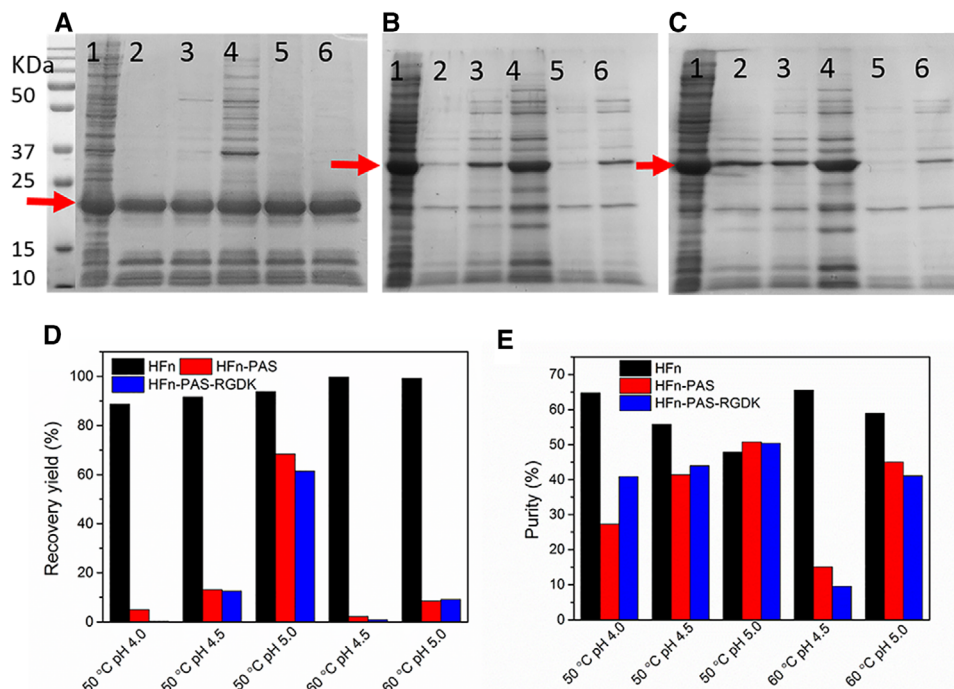 A
B
C
KDa
1 2 3 4 5 6
1 2 3 4 5 6
1 2 3 4 5 6
50
37
25
15
10
D
HFn HFn-PAS
HFn-PAS-RGDK
Recovery yield (%)
100
80
60
40
20
0
50 °C pH 4.0
50 °C pH 4.5
50 °C pH 5.0
60 °C pH 4.5
60 °C pH 5.0
E
HFn
HFn-PAS
HFn-PAS-RGDK
Purity (%)
70
60
50
40
30
20
10
0
50 °C pH 4.0
50 °C pH 4.5
50 °C pH 5.0
60 °C pH 4.5
60 °C pH 5.0